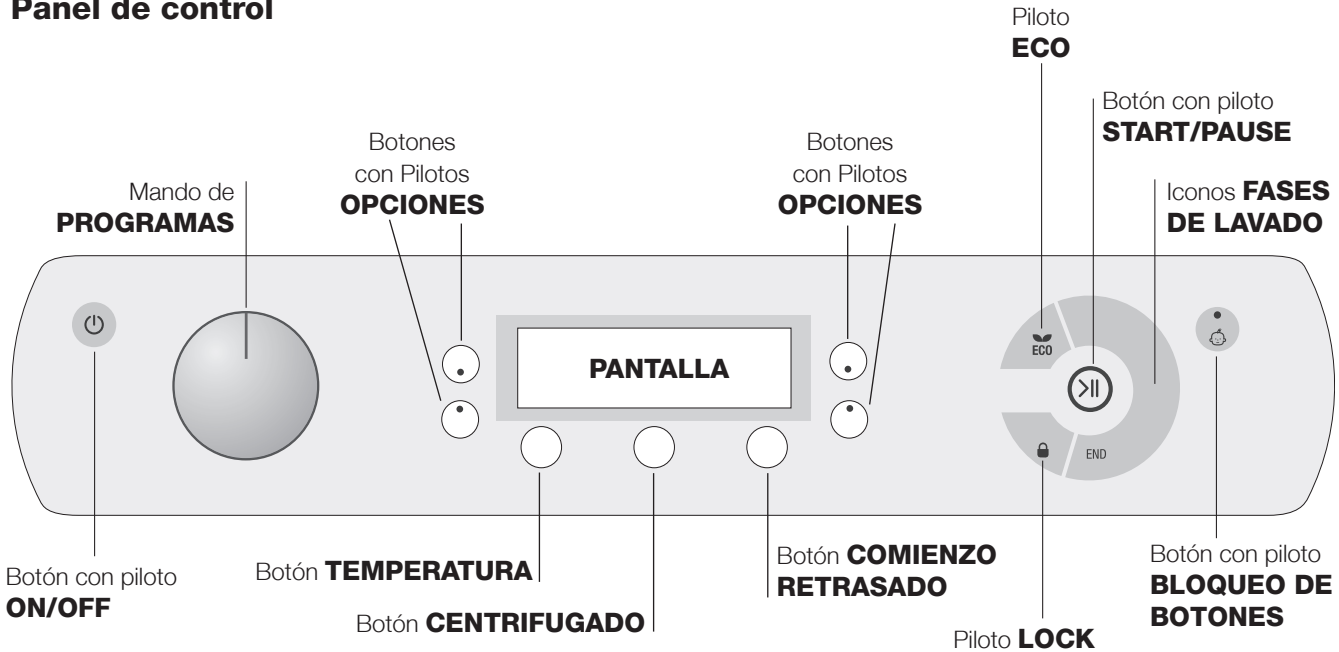 Panel de control
Piloto
ECO
Botón con piloto
START/PAUSE
Botones
con Pilotos
OPCIONES
Botones
con Pilotos
OPCIONES
Mando de
PROGRAMAS
Iconos FASES
DE LAVADO
PANTALLA
ECO
END
Botón con piloto
ON/OFF
Botón TEMPERATURA
Botón CENTRIFUGADO
Botón COMIENZO
RETRASADO
Piloto LOCK
Botón con piloto
BLOQUEO DE
BOTONES